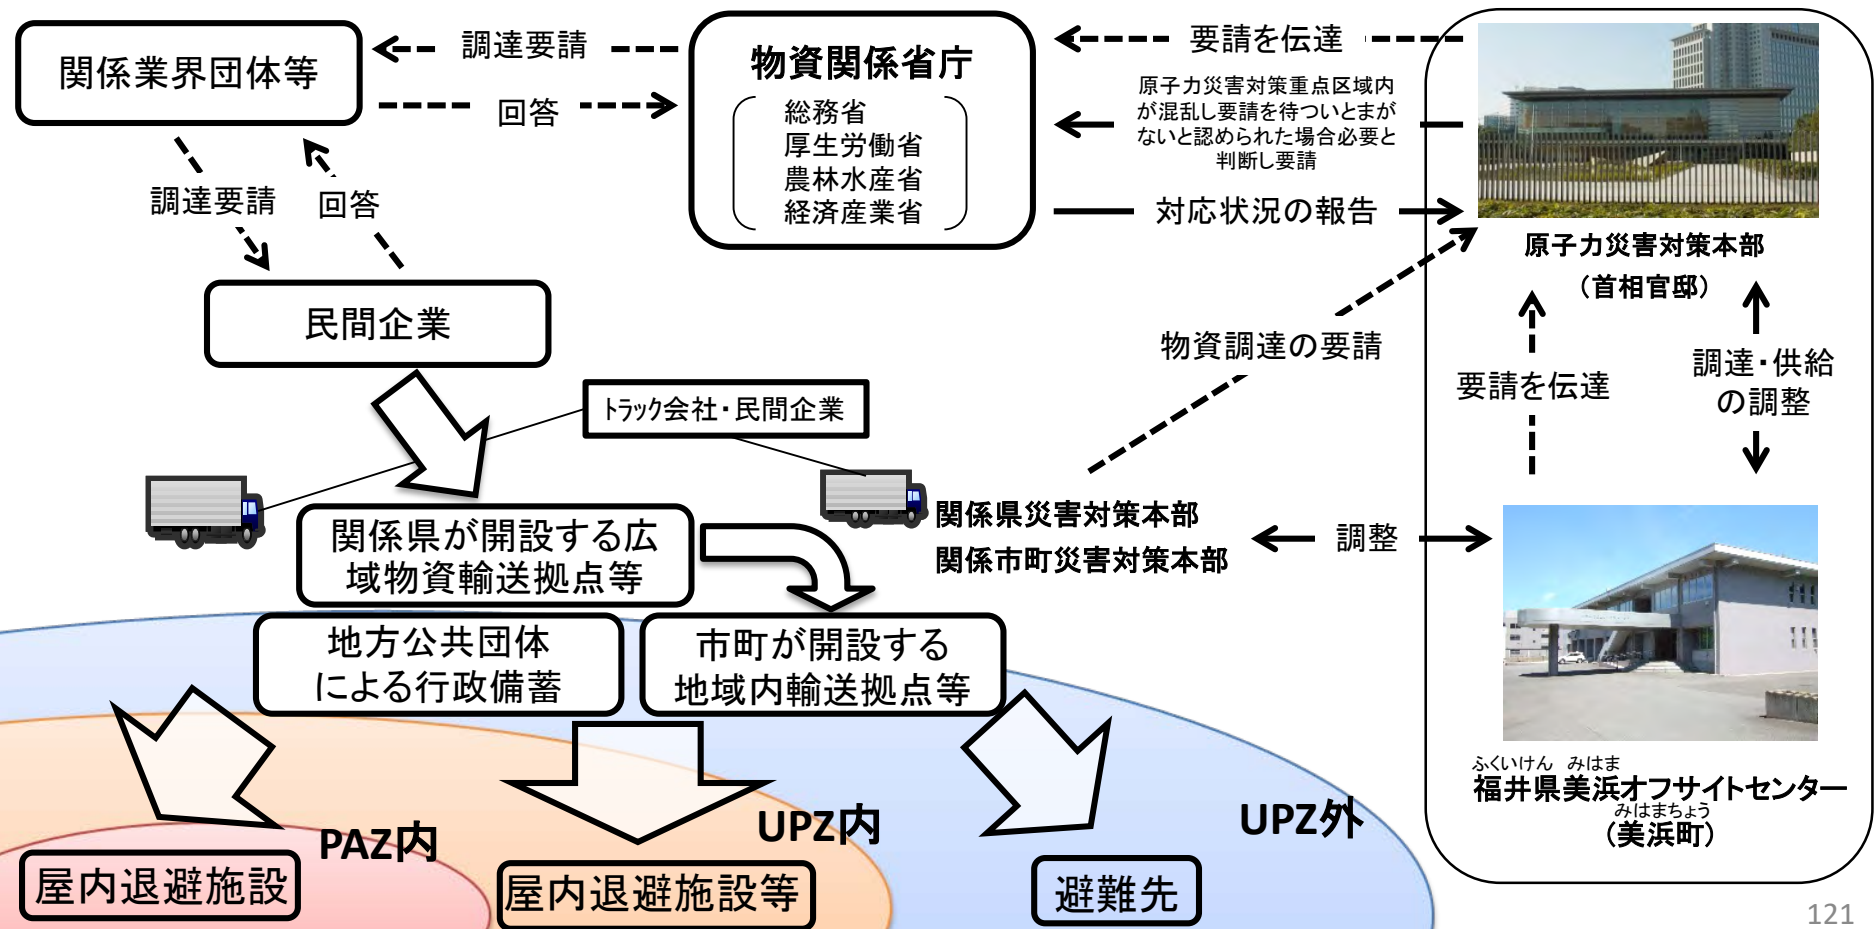 関係業界団体等
調達要請
回答
物資関係省庁
総務省
厚生労働省
農林水産省
経済産業省
要請を伝達
原子力災害対策重点区域内
が混乱し要請を待ついとまが
ないと認められた場合必要と
判断し要請
対応状況の報告
原子力災害対策本部
（首相官邸）
調達要請
回答
民間企業
物資調達の要請
要請を伝達
調達・供給
の調整
ﾄﾗｯｸ会社・民間企業
関係県災害対策本部
関係市町災害対策本部
調整
関係県が開設する広
域物資輸送拠点等
地方公共団体
による行政備蓄
市町が開設する
地域内輸送拠点等
ふくいけん みはま
福井県美浜オフサイトセンター
みはまちょう
（美浜町）
PAZ内
UPZ内
UPZ外
屋内退避施設
屋内退避施設等
避難先
121